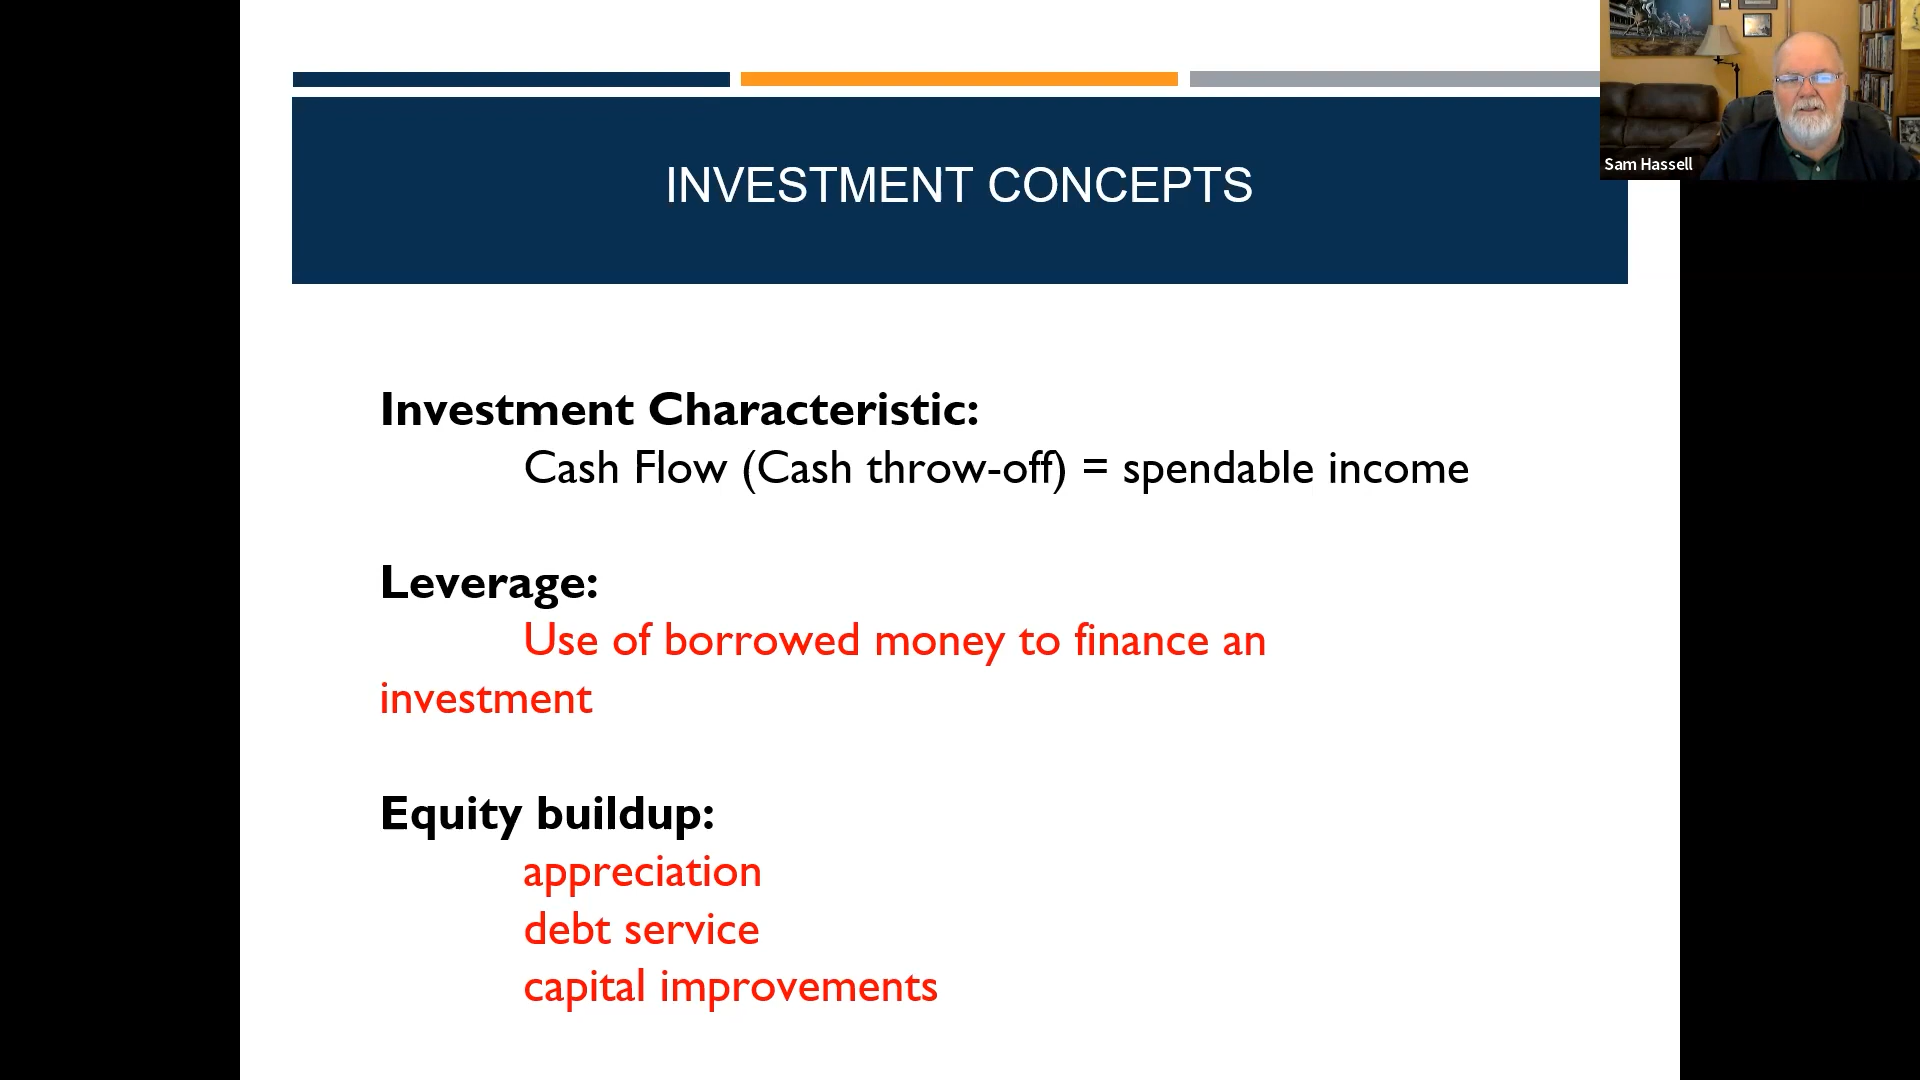 INVESTMENT CONCEPTS
Sam Hassell
Investment Characteristic:
Cash Flow (Cash throw-off) = spendable income
Leverage:
Use of borrowed money to finance an
investment
Equity buildup:
appreciation
debt service
capital improvements